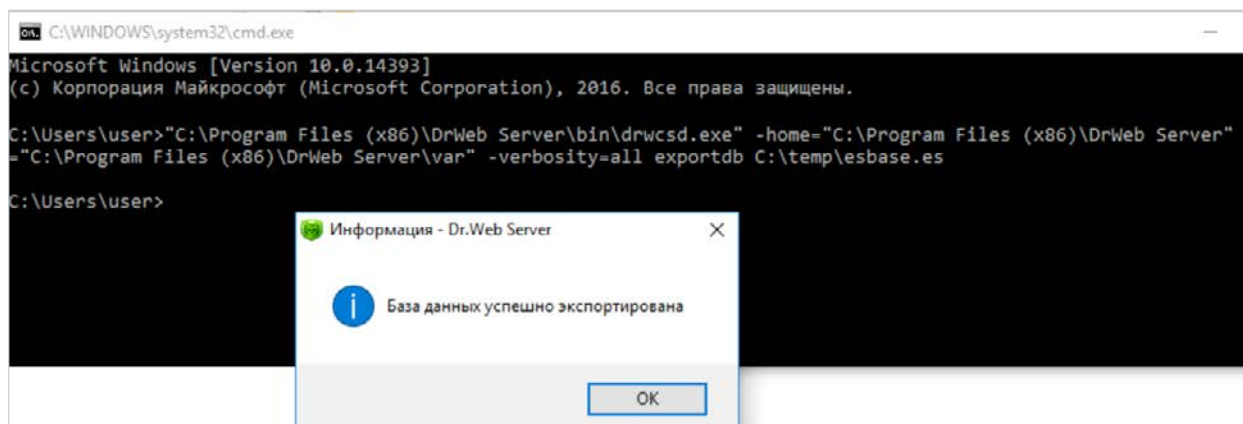 C:\WINDOWS\system32\cmd.exe
Microsoft Windows [Version 10.0.14393]
(с) Корпорация Майкрософт (Microsoft Corporation), 2016. Все права защищены.
C:\Users\user>"C:\Program Files (x86)\DrWeb Server\bin\drwcsd.exe" -home="C:\Program Files (x86)\DrWeb Server"
="C:\Program Files (x86)\DrWeb Server\var" -verbosity=all exportdb C:\temp\esbase.es
C:\Users\user>
Информация - Dr.Web Server
База данных успешно экспортирована
OK